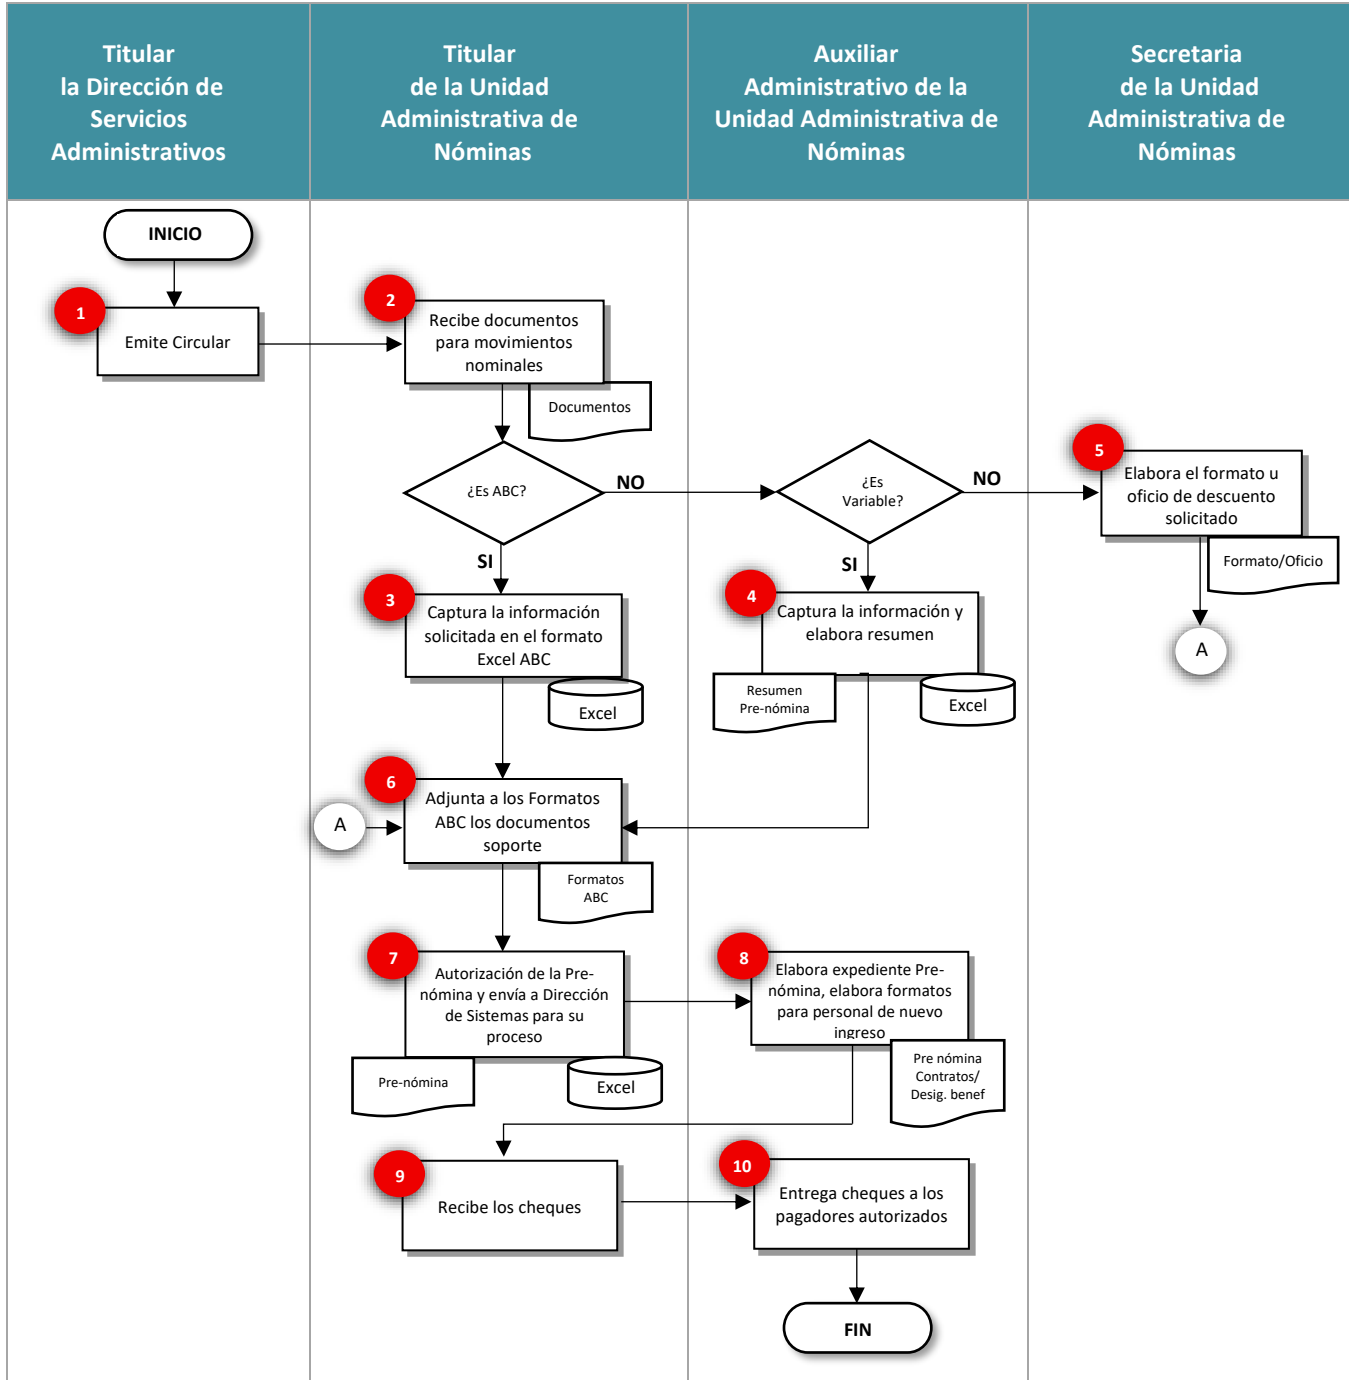 Titular
la Dirección de
Servicios
Administrativos
Titular
de la Unidad
Administrativa de
Nóminas
Auxiliar
Administrativo de la
Unidad Administrativa de
Nóminas
Secretaria
de la Unidad
Administrativa de
Nóminas
INICIO
1
Emite Circular
2
Recibe documentos
para movimientos
nominales
Documentos
¿Es ABC?
NO
¿Es
Variable?
NO
5
Elabora el formato u
oficio de descuento
solicitado
Formato/Oficio
A
SI
3
Captura la información
solicitada en el formato
Excel ABC
Excel
SI
4
Captura la información y
elabora resumen
Resumen
Pre-nómina
Excel
A
6
Adjunta a los Formatos
ABC los documentos
soporte
Formatos
ABC
7
Autorización de la Pre-
nómina y envía a Dirección
de Sistemas para su
proceso
Pre-nómina
Excel
8
Elabora expediente Pre-
nómina, elabora formatos
para personal de nuevo
ingreso
Pre nómina
Contratos/
Desig. benef
9
Recibe los cheques
10
Entrega cheques a los
pagadores autorizados
FIN